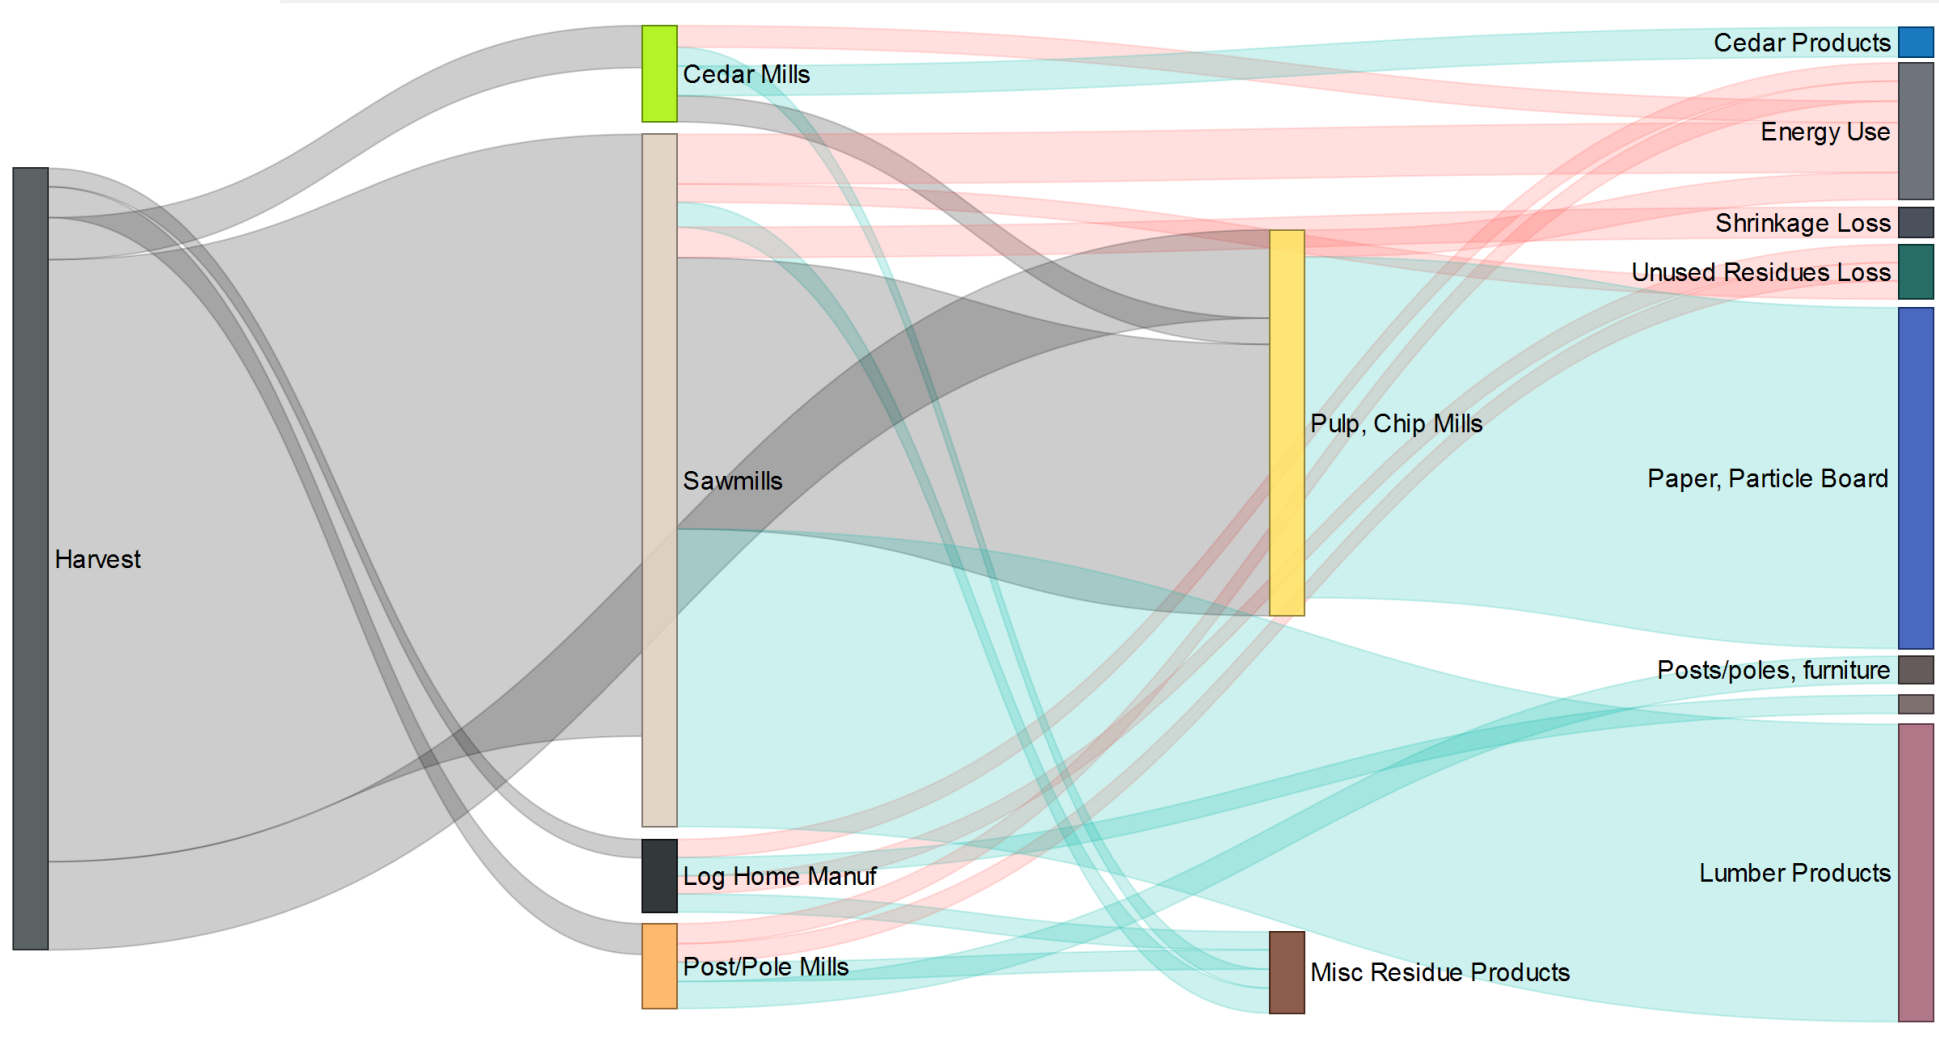 Harvest
Cedar Mills
Sawmills
Log Home Manuf
Post/Pole Mills
Pulp, Chip Mills
Misc Residue Products
Cedar Products
Energy Use
Shrinkage Loss
Unused Residues Loss
Paper, Particle Board
Posts/poles, furniture
Lumber Products